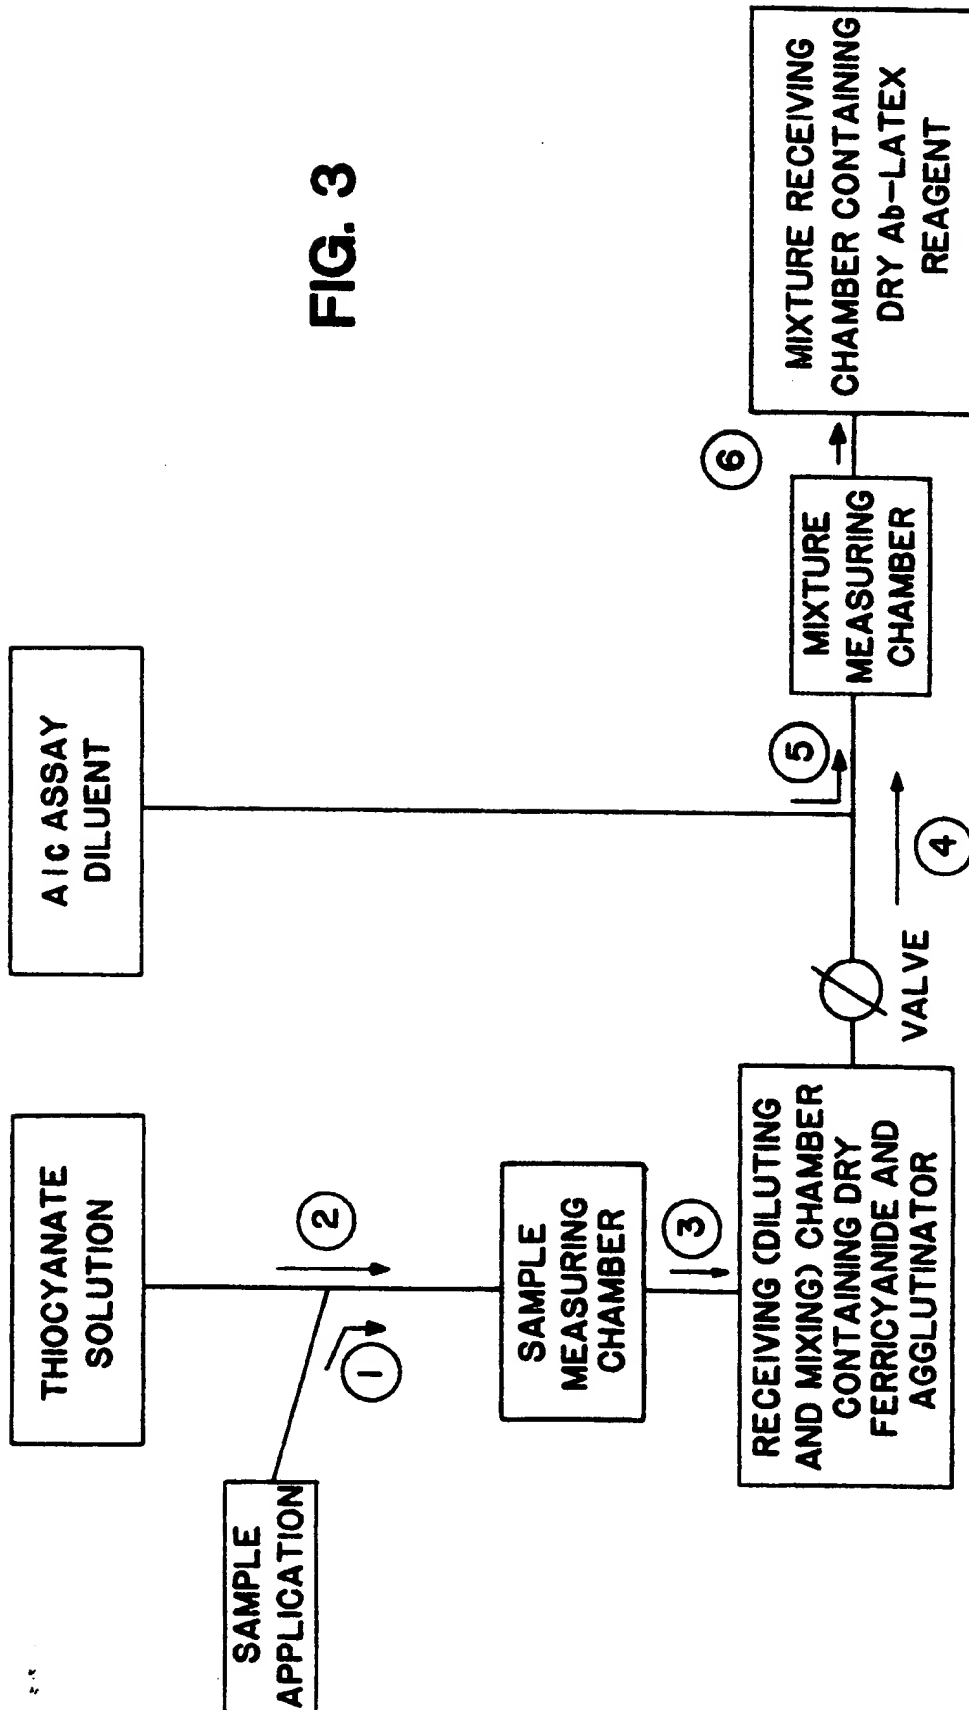 FIG. 3
SAMPLE
APPLICATION
THIOCYANATE
SOLUTION
A1c ASSAY
DILUENT
1
2
SAMPLE
MEASURING
CHAMBER
3
RECEIVING (DILUTING
AND MIXING) CHAMBER
CONTAINING DRY
FERRICYANIDE AND
AGGLUTINATOR
VALVE
4
5
MIXTURE
MEASURING
CHAMBER
6
MIXTURE RECEIVING
CHAMBER CONTAINING
DRY Ab-LATEX
REAGENT